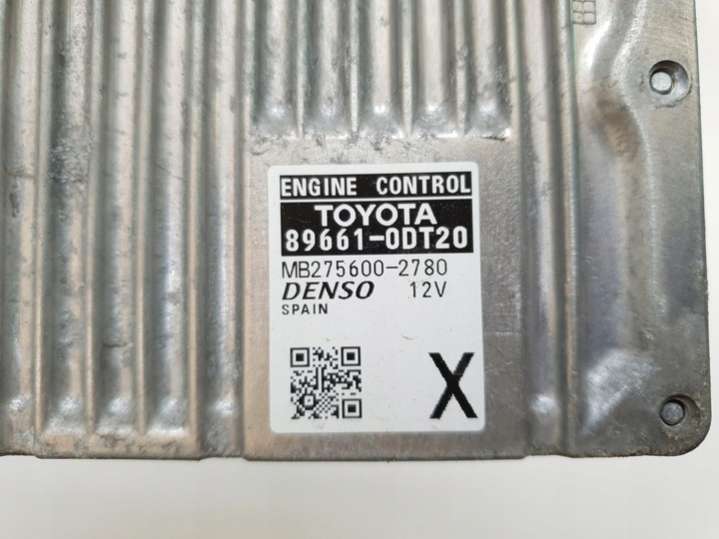 ENGINE CONTROL
TOYOTA
89661-0DT20
MB275600-2780
DENSO 12V
SPAIN
X